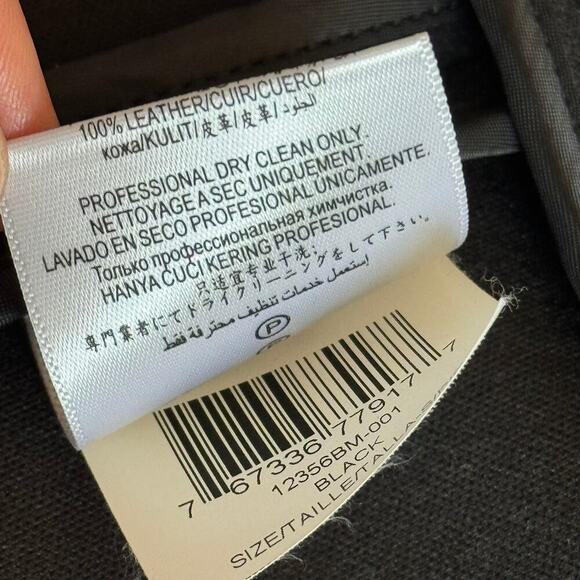 100% LEATHER/CUIR/CUERO/
кожа/KULIT/皮革/皮革/الجلود/
PROFESSIONAL DRY CLEAN ONLY.
NETTOYAGE A SEC UNIQUEMENT.
LAVADO EN SECO PROFESIONAL ÚNICAMENTE.
Только профессиональная химчистка.
HANYA CUCI KERING PROFESIONAL.
只适宜专业干洗;
専門業者にてドライクリーニングをして下さい。
إستعمل خدمات تنظيف محترفة فقط
P
7 67336 77917 7
12356BM-001
BLACK
SIZE/TAILLE/TALLA